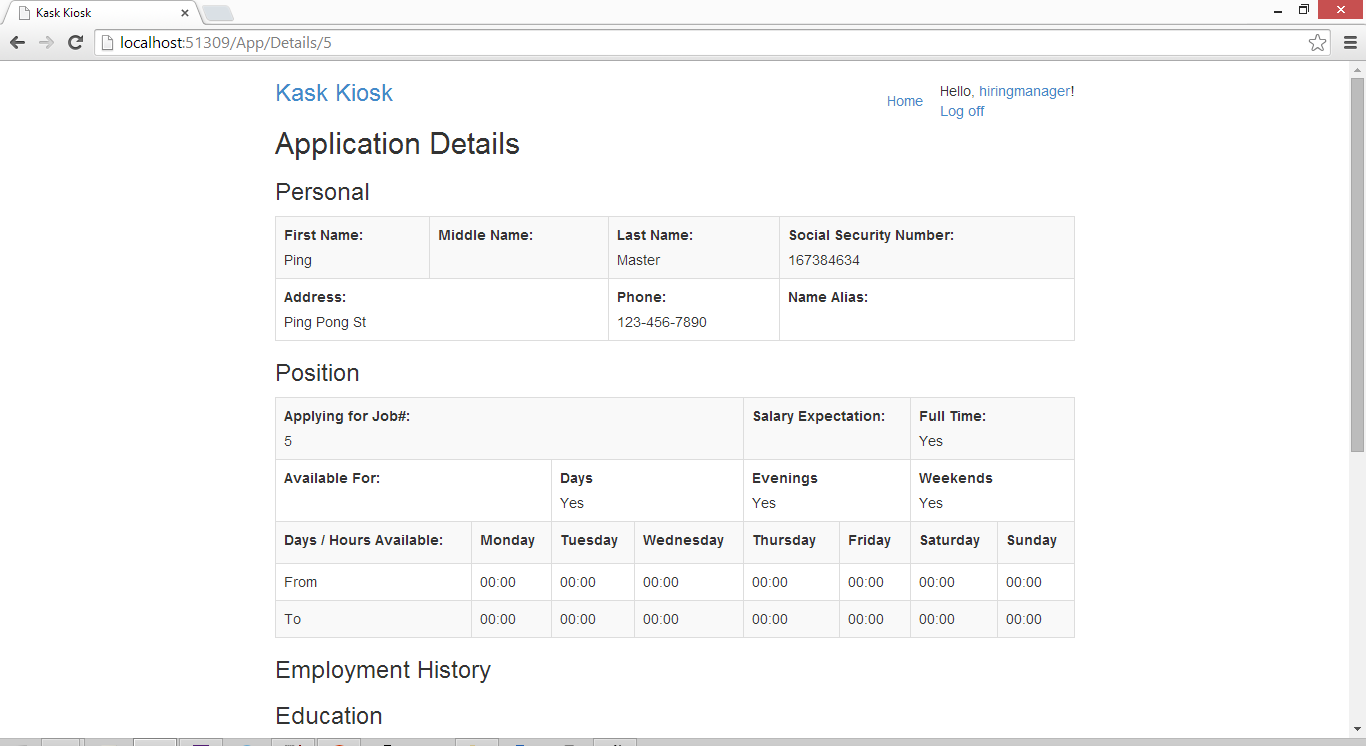 Kask Kiosk
localhost:51309/App/Details/5
Kask Kiosk
Home
Hello, hiringmanager!
Log off
Application Details
Personal
First Name: Middle Name: Last Name: Social Security Number:
Ping Master 167384634
Address: Phone: Name Alias:
Ping Pong St 123-456-7890
Position
Applying for Job#: Salary Expectation: Full Time:
5 Yes
Available For: Days Evenings Weekends
Yes Yes Yes
Days / Hours Available: Monday Tuesday Wednesday Thursday Friday Saturday Sunday
From 00:00 00:00 00:00 00:00 00:00 00:00 00:00
To 00:00 00:00 00:00 00:00 00:00 00:00 00:00
Employment History
Education